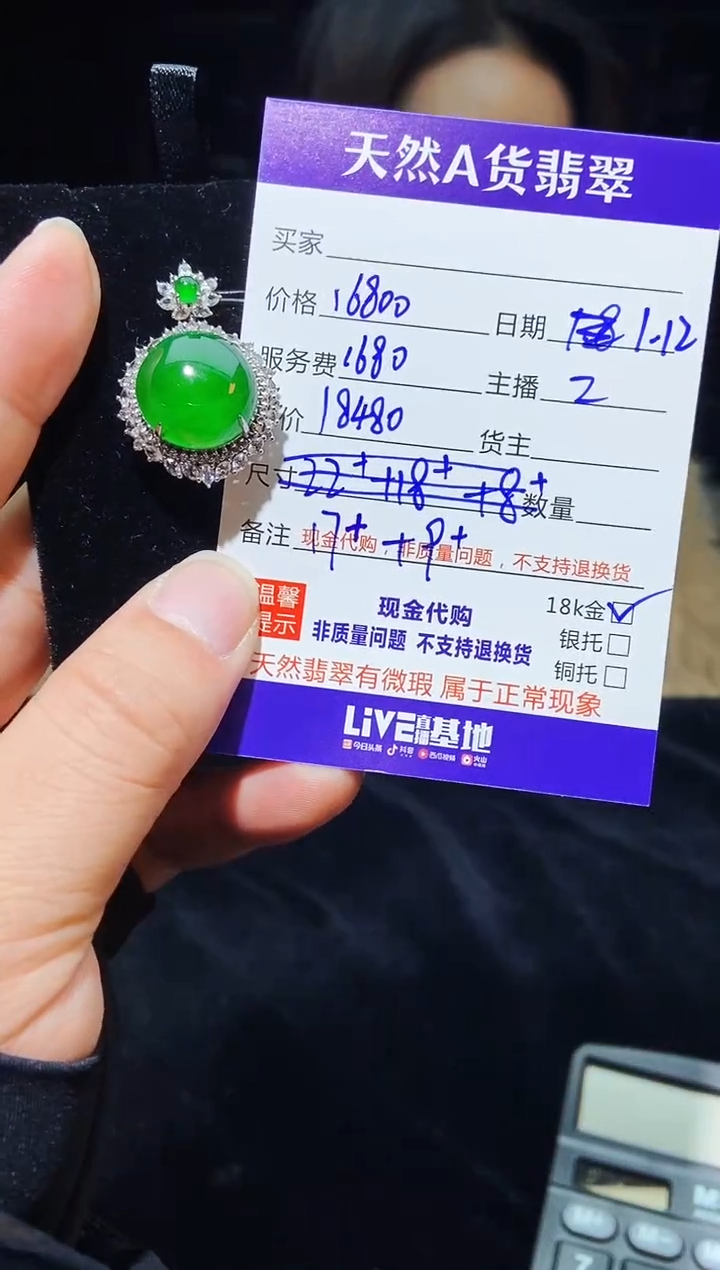 天然A货翡翠
买家
价格 16800 日期 1.12
服务费 1680 主播 2
价 18480 货主
尺寸 22⁺+18⁺+8⁺ 数量
备注 现金代购，非质量问题，不支持退换货
17⁺+9⁺
温馨提示
现金代购
非质量问题 不支持退换货
18k金 ✓
银托
铜托
天然翡翠有微瑕 属于正常现象
LiVE直播基地
今日头条 抖音 西瓜视频 火山
M+ M-
7